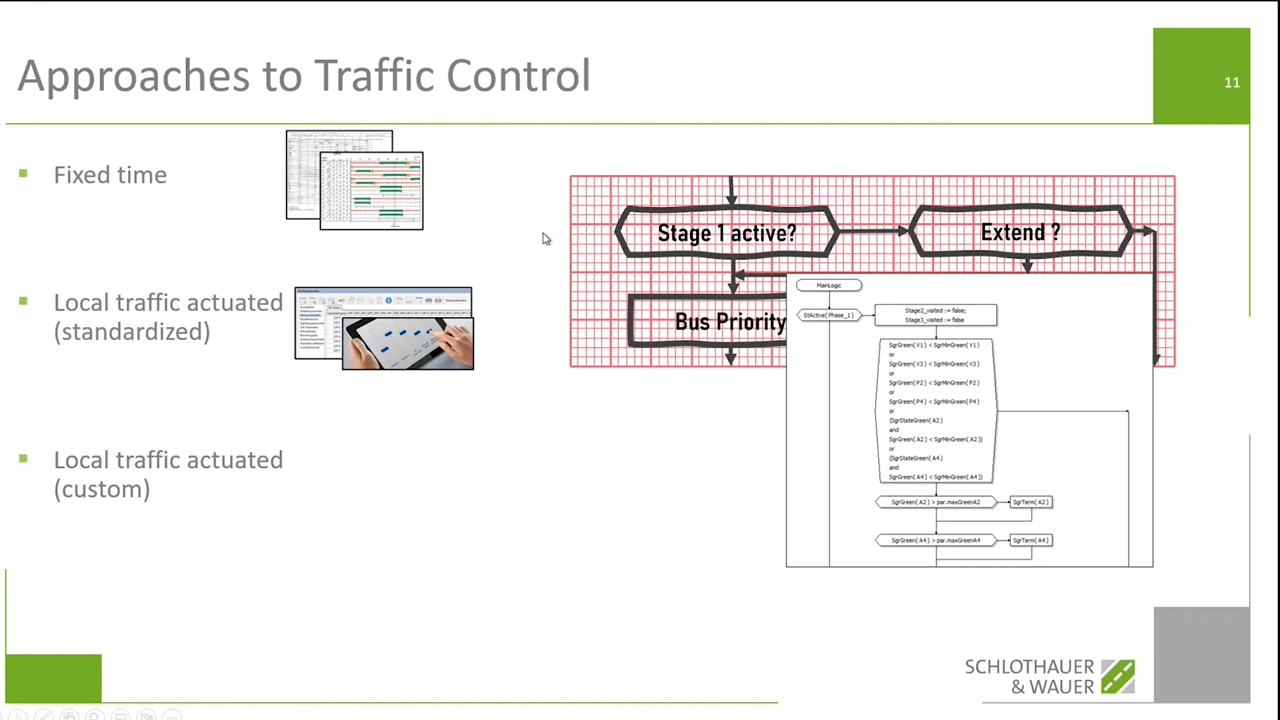 Approaches to Traffic Control
11
Fixed time
Local traffic actuated
(standardized)
Local traffic actuated
(custom)
Stage 1 active?
Extend ?
Bus Priority
MainLogic
StActive( Phase_1 )
Stage2_visited := false;
Stage3_visited := false
SgrGreen( V1 ) < SgrMinGreen( V1 )
or
SgrGreen( V3 ) < SgrMinGreen( V3 )
or
SgrGreen( P2 ) < SgrMinGreen( P2 )
or
SgrGreen( P4 ) < SgrMinGreen( P4 )
or
(SgrStateGreen( A2 )
and
SgrGreen( A2 ) < SgrMinGreen( A2 ))
or
(SgrStateGreen( A4 )
and
SgrGreen( A4 ) < SgrMinGreen( A4 ))
SgrGreen( A2 ) > par.maxGreenA2
SgrTerm( A2 )
SgrGreen( A4 ) > par.maxGreenA4
SgrTerm( A4 )
SCHLOTHAUER
& WAUER